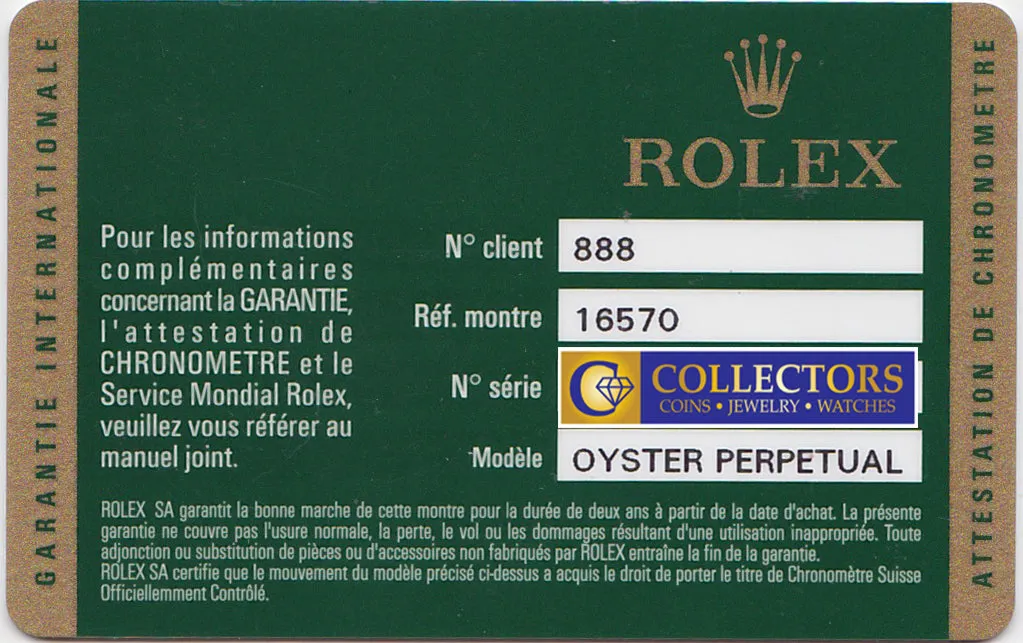 GARANTIE INTERNATIONALE
ROLEX
Pour les informations
complémentaires
concernant la GARANTIE,
l'attestation de
CHRONOMETRE et le
Service Mondial Rolex,
veuillez vous référer au
manuel joint.
N° client 888
Réf. montre 16570
N° série
COLLECTORS
COINS • JEWELRY • WATCHES
Modèle OYSTER PERPETUAL
ROLEX SA garantit la bonne marche de cette montre pour la durée de deux ans à partir de la date d'achat. La présente
garantie ne couvre pas l'usure normale, la perte, le vol ou les dommages résultant d'une utilisation inappropriée. Toute
adjonction ou substitution de pièces ou d'accessoires non fabriqués par ROLEX entraîne la fin de la garantie.
ROLEX SA certifie que le mouvement du modèle précisé ci-dessus a acquis le droit de porter le titre de Chronomètre Suisse
Officiellemment Contrôlé.
ATTESTATION DE CHRONOMETRE